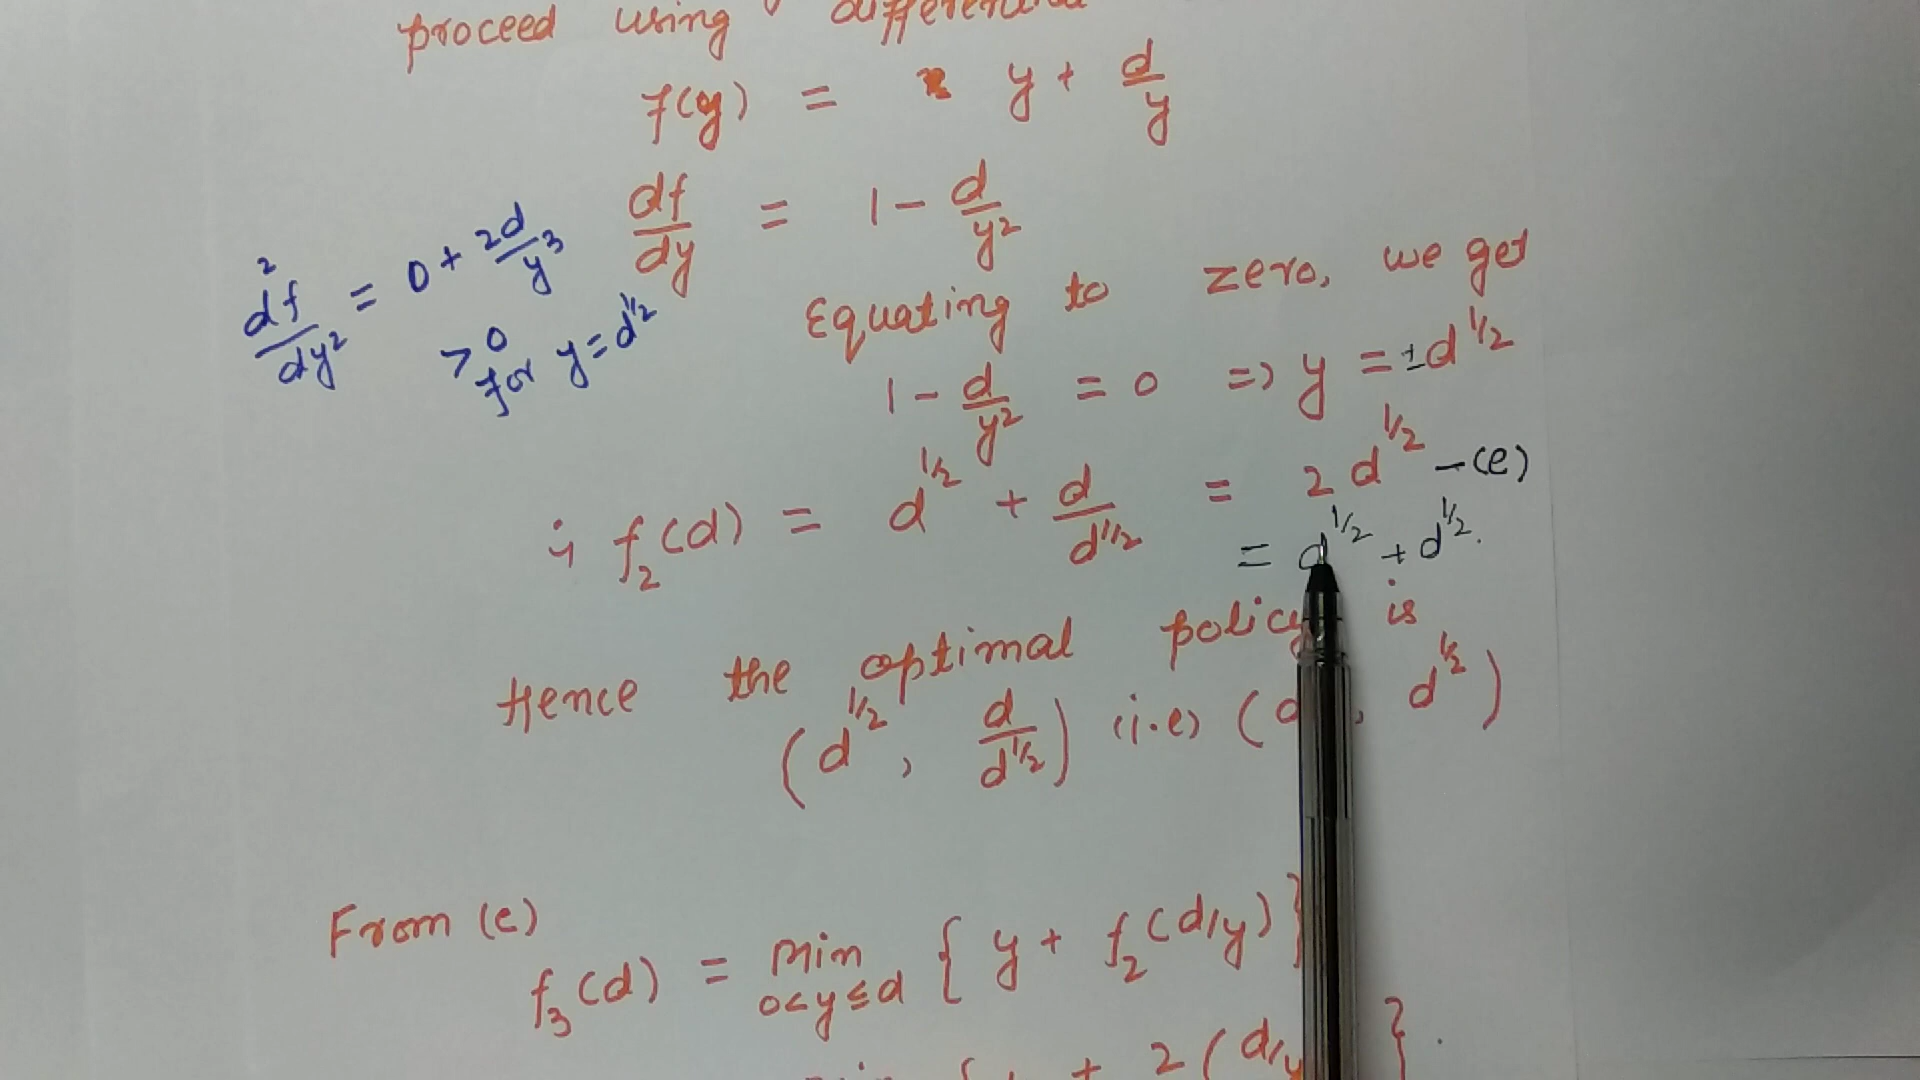 proceed using
f(y) = y + d/y
df/dy = 1 - d/y²
d²f/dy² = 0 + 2d/y³
> 0
for y = d^1/2
Equating to zero, we get
1 - d/y² = 0 => y = ±d^1/2
∴ f₂(d) = d^1/2 + d/d^1/2 = 2 d^1/2 -(e)
= d^1/2 + d^1/2.
Hence the optimal policy is
(d^1/2, d/d^1/2) (i.e) (d , d^1/2)
From (e)
f₃(d) = Min 0<y≤d { y + f₂(d/y) }
+ 2 (d/y } .